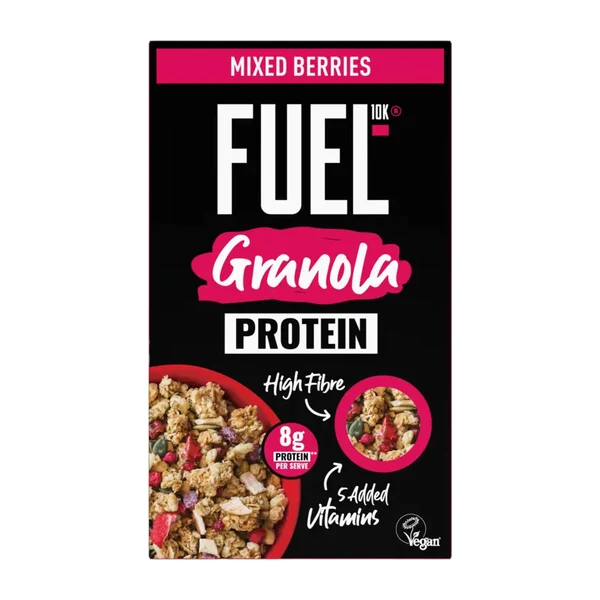 MIXED BERRIES
FUEL
10K®
Granola
PROTEIN
High Fibre
8g
PROTEIN**
PER SERVE
5 Added
Vitamins
Vegan